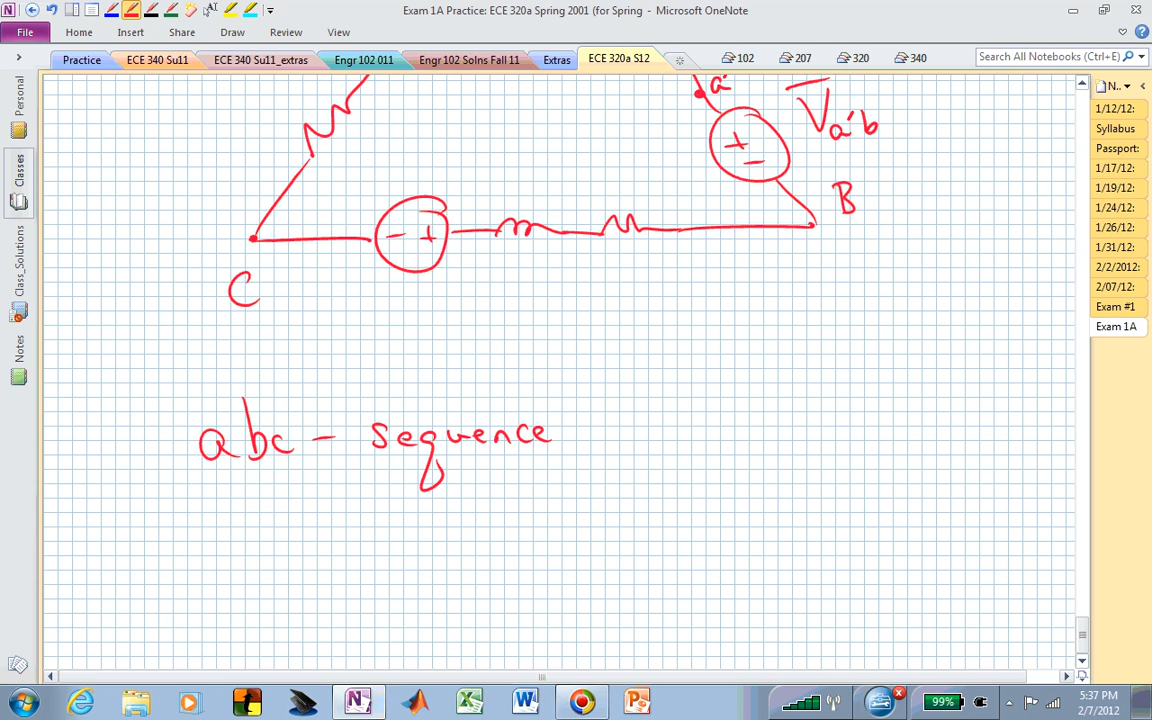 Exam 1A Practice: ECE 320a Spring 2001 (for Spring - Microsoft OneNote
File Home Insert Share Draw Review View
Practice ECE 340 Su11 ECE 340 Su11_extras Engr 102 011 Engr 102 Solns Fall 11 Extras ECE 320a S12 102 207 320 340 Search All Notebooks (Ctrl+E)
N..
Personal
Classes
Class_Solutions
Notes
1/12/12:
Syllabus
Passport:
1/17/12:
1/19/12:
1/24/12:
1/26/12:
1/31/12:
2/2/2012:
2/07/12:
Exam #1
Exam 1A
a'
V a'b
+
-
B
- +
C
abc - sequence
99%
5:37 PM
2/7/2012